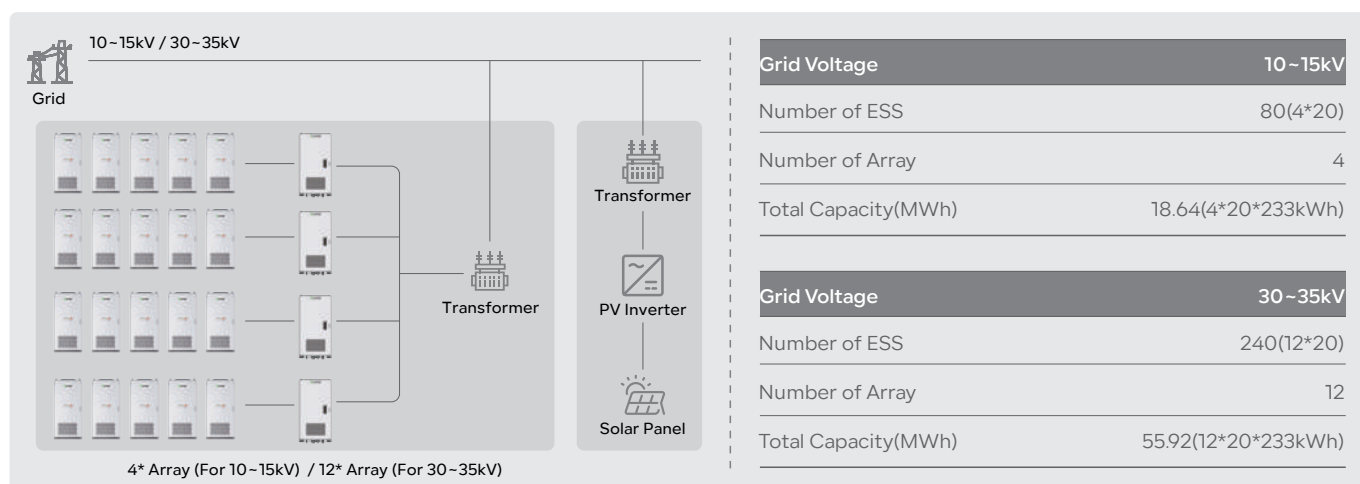 10~15kV / 30~35kV
Grid
Transformer
Transformer
PV Inverter
Solar Panel
4* Array (For 10~15kV) / 12* Array (For 30~35kV)
Grid Voltage 10~15kV
Number of ESS 80(4*20)
Number of Array 4
Total Capacity(MWh) 18.64(4*20*233kWh)
Grid Voltage 30~35kV
Number of ESS 240(12*20)
Number of Array 12
Total Capacity(MWh) 55.92(12*20*233kWh)